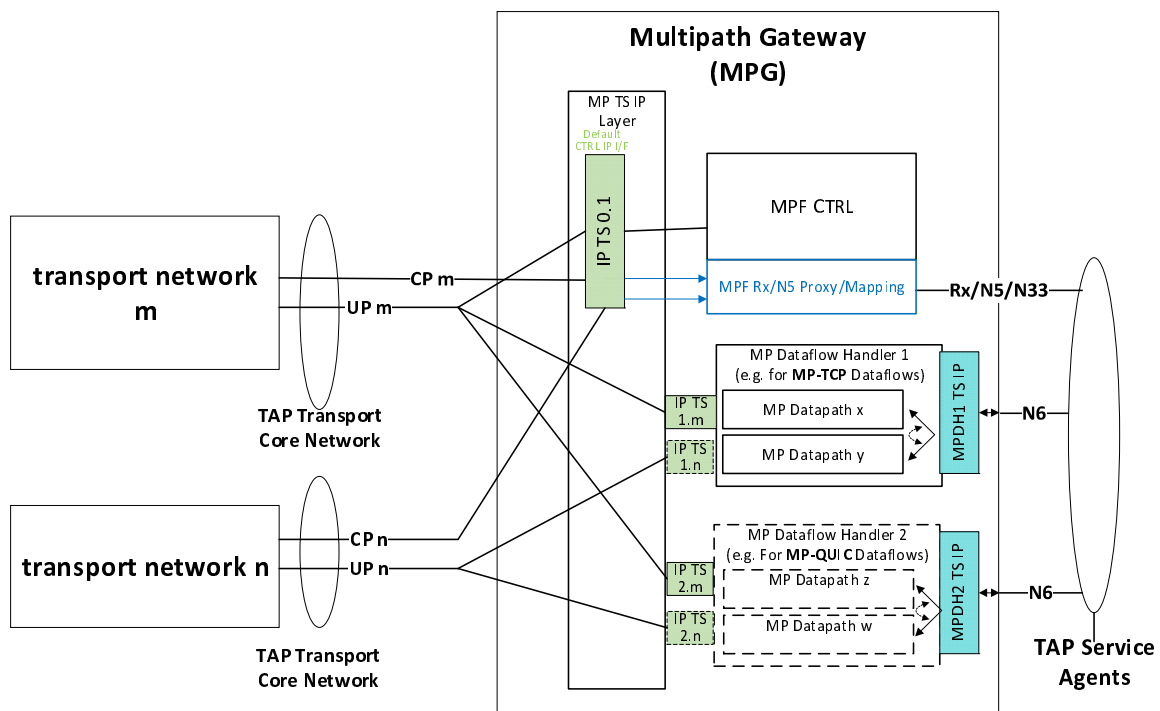 Multipath Gateway
(MPG)
MP TS IP
Layer
Default
CTRL IP I/F
IP TS 0.1
MPF CTRL
MPF Rx/N5 Proxy/Mapping
Rx/N5/N33
transport network
m
CP m
UP m
TAP Transport
Core Network
MP Dataflow Handler 1
(e.g. for MP-TCP Dataflows)
IP TS
1.m
MP Datapath x
IP TS
1.n
MP Datapath y
MPDH1 TS IP
N6
transport network n
CP n
UP n
TAP Transport
Core Network
MP Dataflow Handler 2
(e.g. For MP-QUIC Dataflows)
IP TS
2.m
MP Datapath z
IP TS
2.n
MP Datapath w
MPDH2 TS IP
N6
TAP Service
Agents